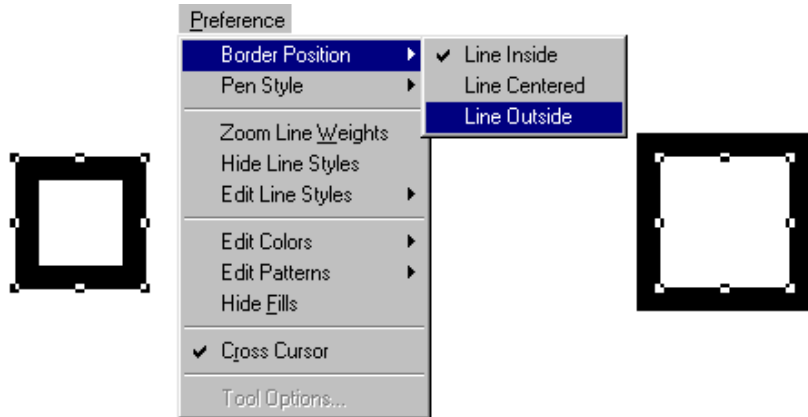 Preference
Border Position
Pen Style
Zoom Line Weights
Hide Line Styles
Edit Line Styles
Edit Colors
Edit Patterns
Hide Fills
Cross Cursor
Tool Options...
Line Inside
Line Centered
Line Outside